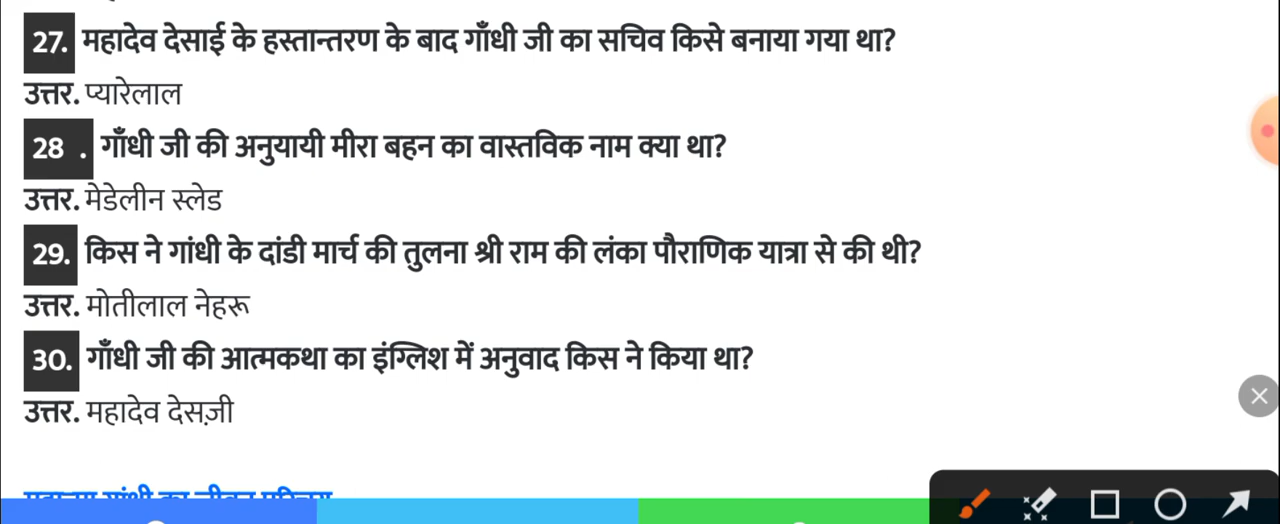 27. महादेव देसाई के हस्तान्तरण के बाद गाँधी जी का सचिव किसे बनाया गया था?
उत्तर. प्यारेलाल
28 . गाँधी जी की अनुयायी मीरा बहन का वास्तविक नाम क्या था?
उत्तर. मेडेलीन स्लेड
29. किस ने गांधी के दांडी मार्च की तुलना श्री राम की लंका पौराणिक यात्रा से की थी?
उत्तर. मोतीलाल नेहरू
30. गाँधी जी की आत्मकथा का इंग्लिश में अनुवाद किस ने किया था?
उत्तर. महादेव देसज़ी